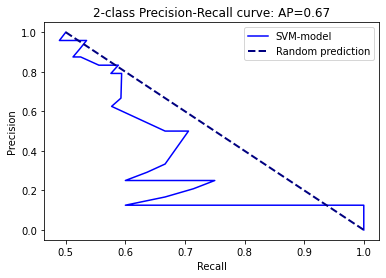 2-class Precision-Recall curve: AP=0.67
SVM-model
Random prediction
Precision
1.0
0.8
0.6
0.4
0.2
0.0
0.5 0.6 0.7 0.8 0.9 1.0
Recall